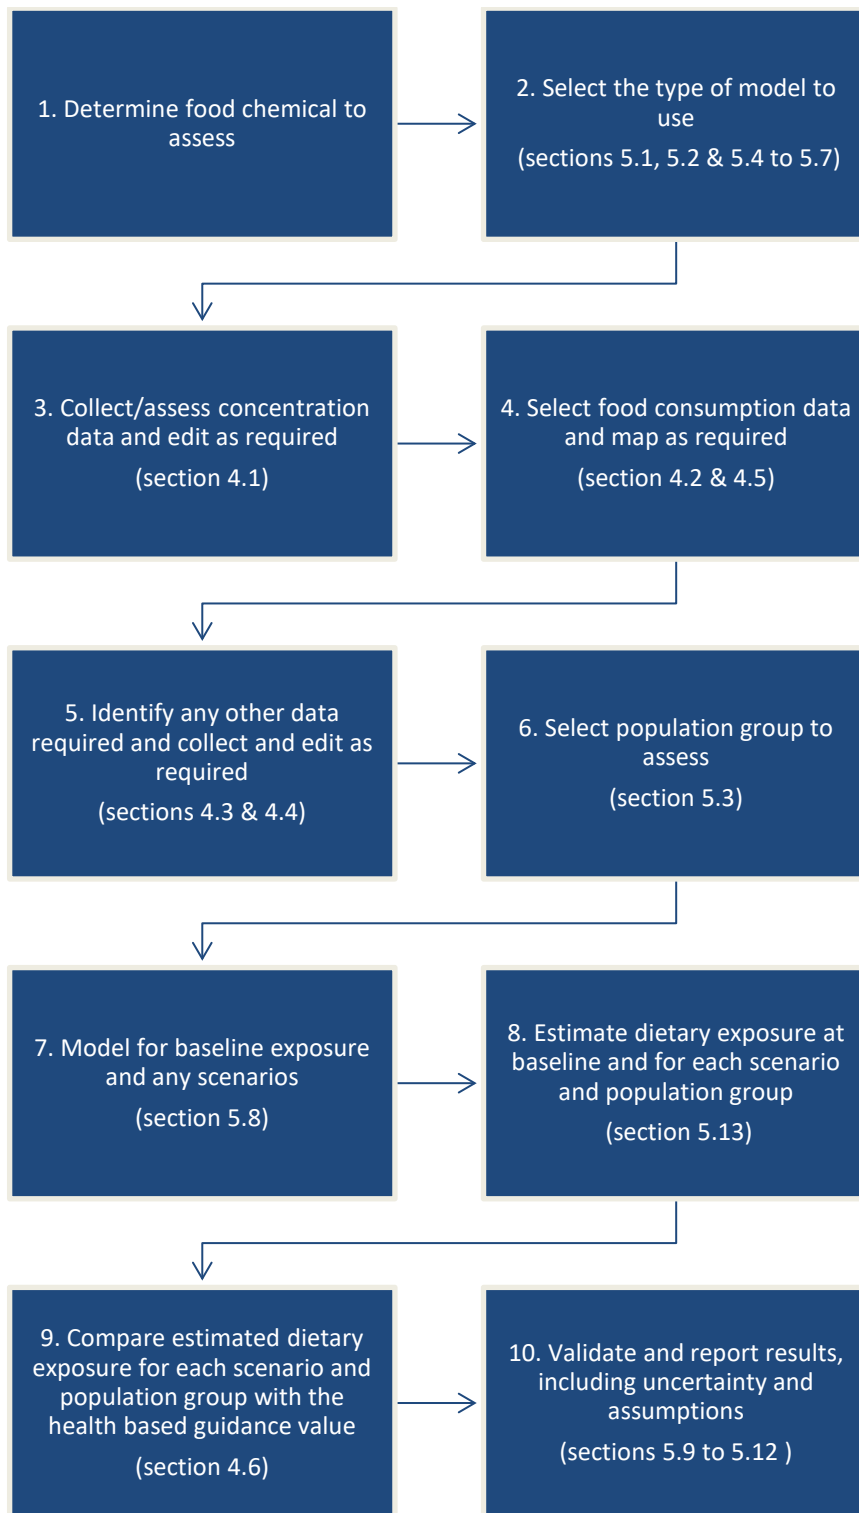 1. Determine food chemical to
assess
2. Select the type of model to
use
(sections 5.1, 5.2 & 5.4 to 5.7)
3. Collect/assess concentration
data and edit as required
(section 4.1)
4. Select food consumption data
and map as required
(section 4.2 & 4.5)
5. Identify any other data
required and collect and edit as
required
(sections 4.3 & 4.4)
6. Select population group to
assess
(section 5.3)
7. Model for baseline exposure
and any scenarios
(section 5.8)
8. Estimate dietary exposure at
baseline and for each scenario
and population group
(section 5.13)
9. Compare estimated dietary
exposure for each scenario and
population group with the
health based guidance value
(section 4.6)
10. Validate and report results,
including uncertainty and
assumptions
(sections 5.9 to 5.12 )